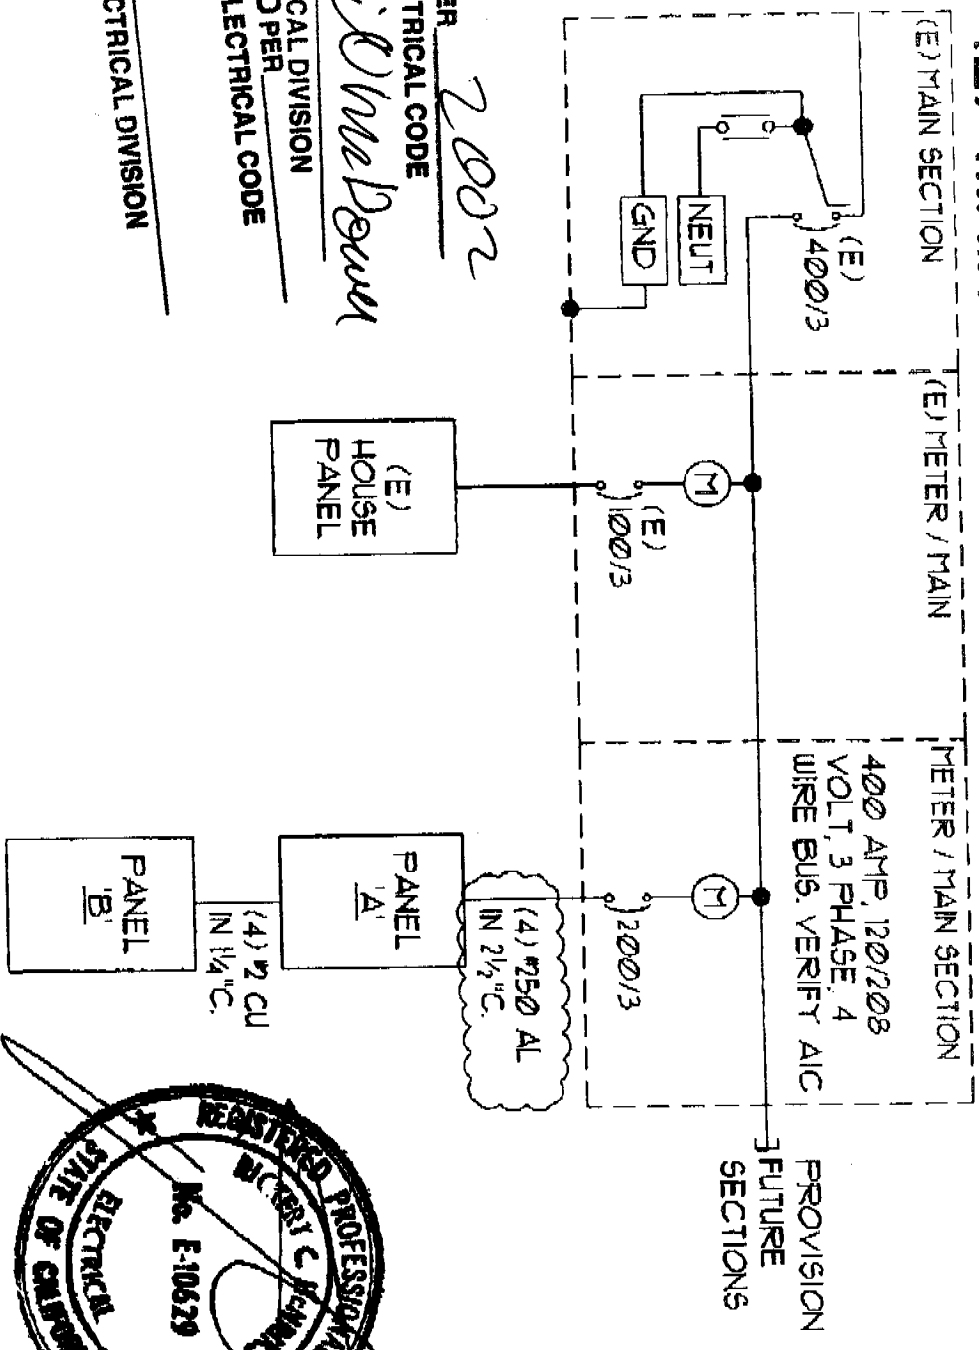 (E) MAIN SECTION
(E)
400/3
NEUT
GND
(E) METER / MAIN
M
(E)
100/3
(E)
HOUSE
PANEL
METER / MAIN SECTION
400 AMP, 120/208
VOLT, 3 PHASE, 4
WIRE BUS. VERIFY AIC
M
200/3
(4) #250 AL
IN 2½"C.
PANEL
'A'
(4) #2 CU
IN 1¼"C.
PANEL
'B'
PROVISION
FUTURE
SECTIONS
ER 2002
TRICAL CODE
CAL DIVISION
PER
LECTRICAL CODE
CTRICAL DIVISION
REGISTERED PROFESSIONA
C.
No. E-10629
ELECTRICAL
STATE OF CALIFOR